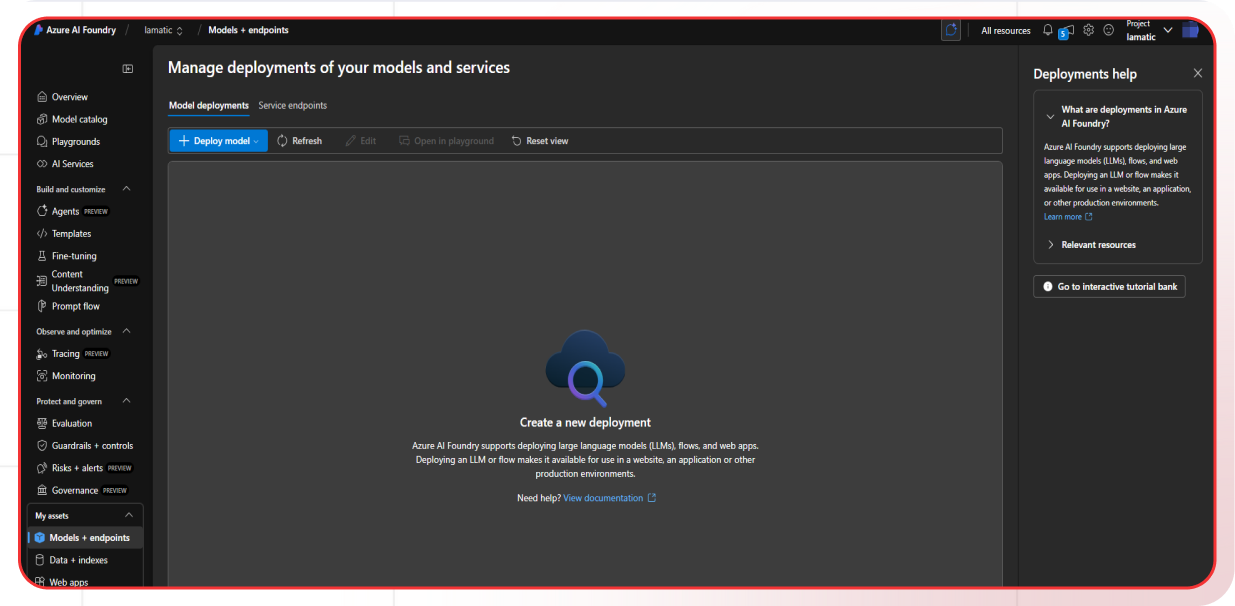 Azure AI Foundry / lamatic / Models + endpoints
All resources 5 Project lamatic
Overview
Model catalog
Playgrounds
AI Services
Build and customize
Agents PREVIEW
Templates
Fine-tuning
Content Understanding PREVIEW
Prompt flow
Observe and optimize
Tracing PREVIEW
Monitoring
Protect and govern
Evaluation
Guardrails + controls
Risks + alerts PREVIEW
Governance PREVIEW
My assets
Models + endpoints
Data + indexes
Web apps
Manage deployments of your models and services
Model deployments Service endpoints
Deploy model Refresh Edit Open in playground Reset view
Create a new deployment
Azure AI Foundry supports deploying large language models (LLMs), flows, and web apps.
Deploying an LLM or flow makes it available for use in a website, an application or other
production environments.
Need help? View documentation
Deployments help
What are deployments in Azure
AI Foundry?
Azure AI Foundry supports deploying large
language models (LLMs), flows, and web
apps. Deploying an LLM or flow makes it
available for use in a website, an application,
or other production environments.
Learn more
Relevant resources
Go to interactive tutorial bank